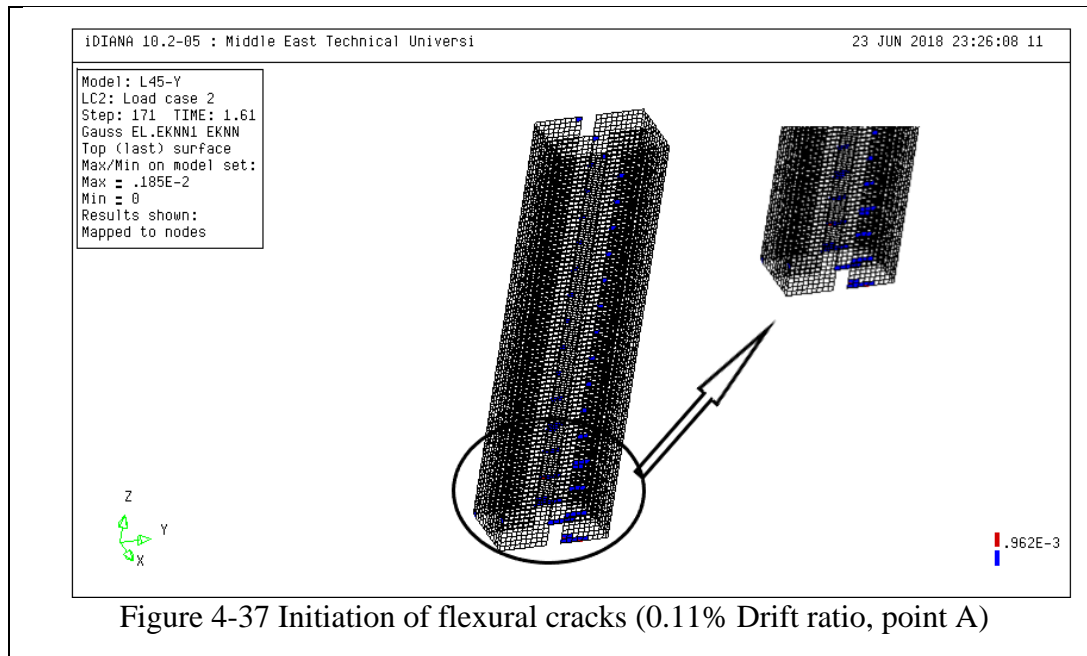 iDIANA 10.2-05 : Middle East Technical Universi 23 JUN 2018 23:26:08 11
Model: L45-Y
LC2: Load case 2
Step: 171 TIME: 1.61
Gauss EL.EKNN1 EKNN
Top (last) surface
Max/Min on model set:
Max = .185E-2
Min = 0
Results shown:
Mapped to nodes
Z
Y
X
.962E-3
Figure 4-37 Initiation of flexural cracks (0.11% Drift ratio, point A)